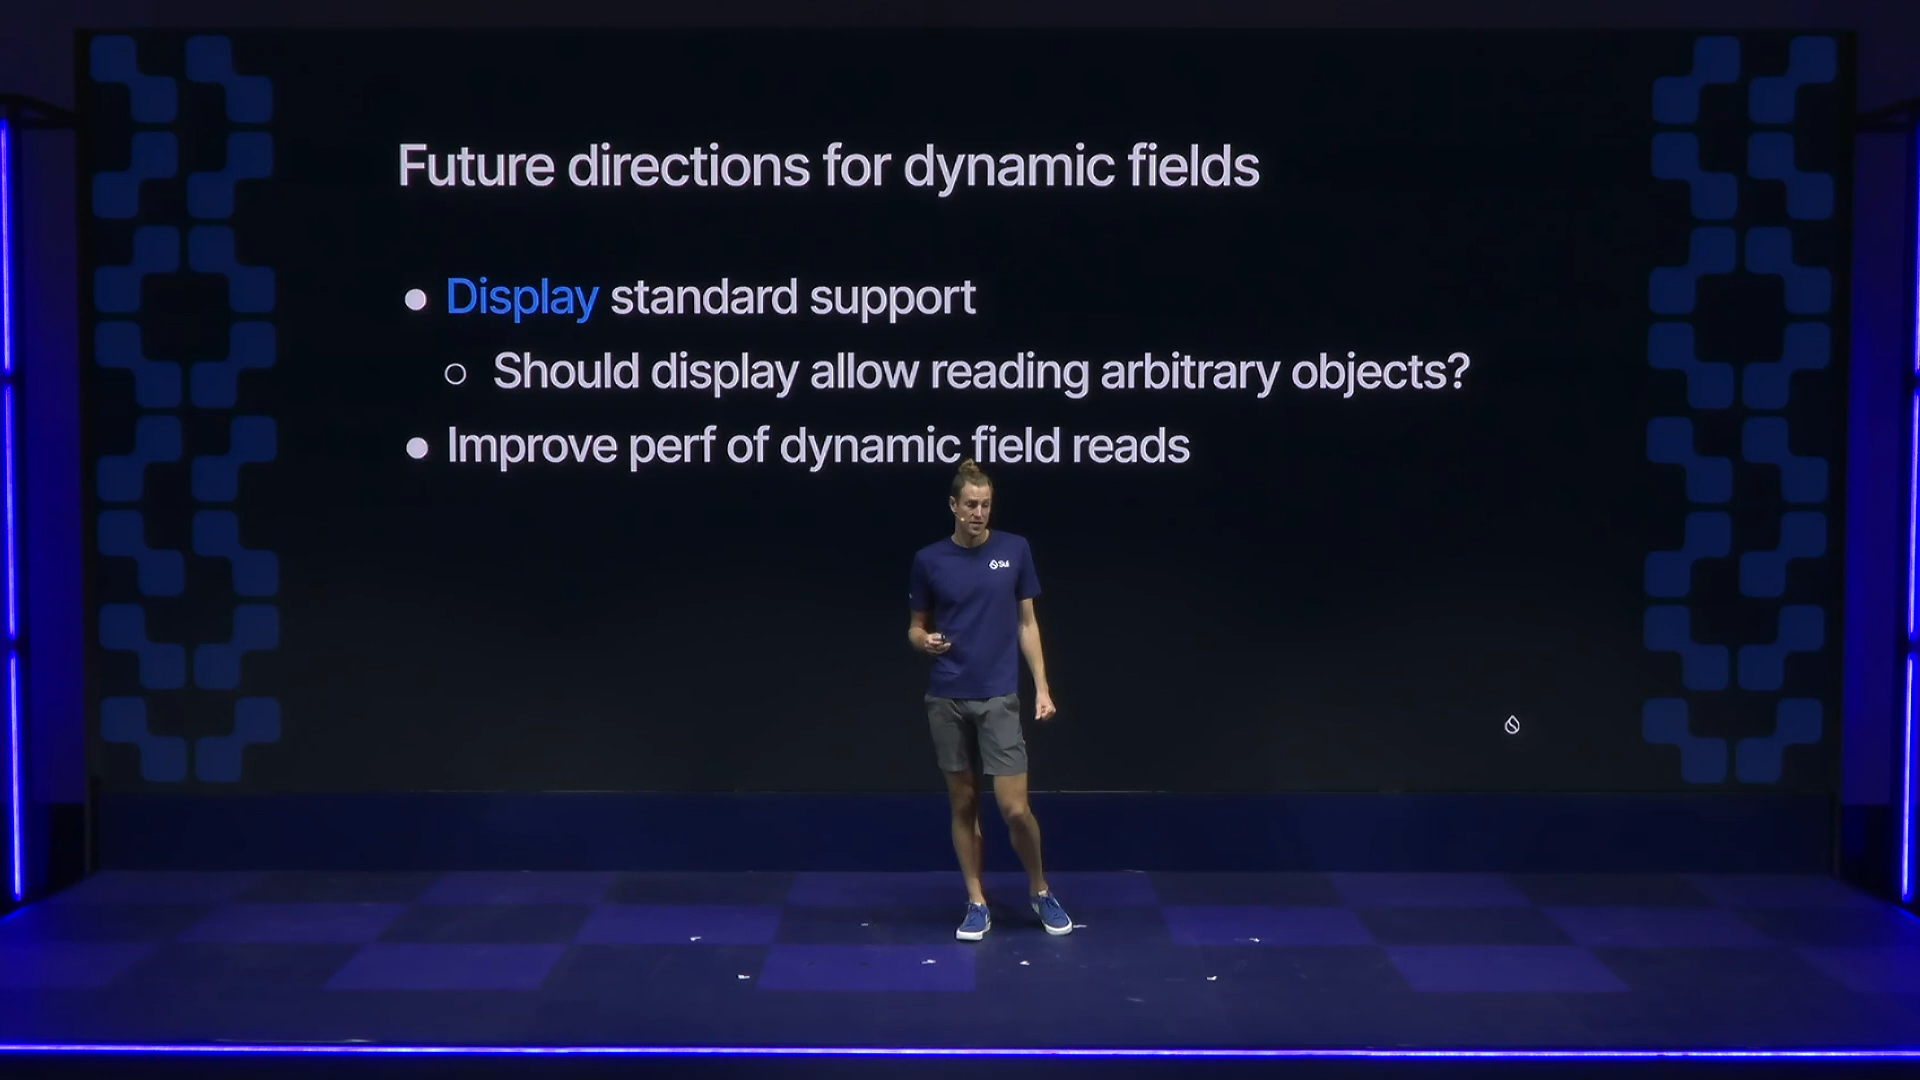 Future directions for dynamic fields
● Display standard support
○ Should display allow reading arbitrary objects?
● Improve perf of dynamic field reads
Sui